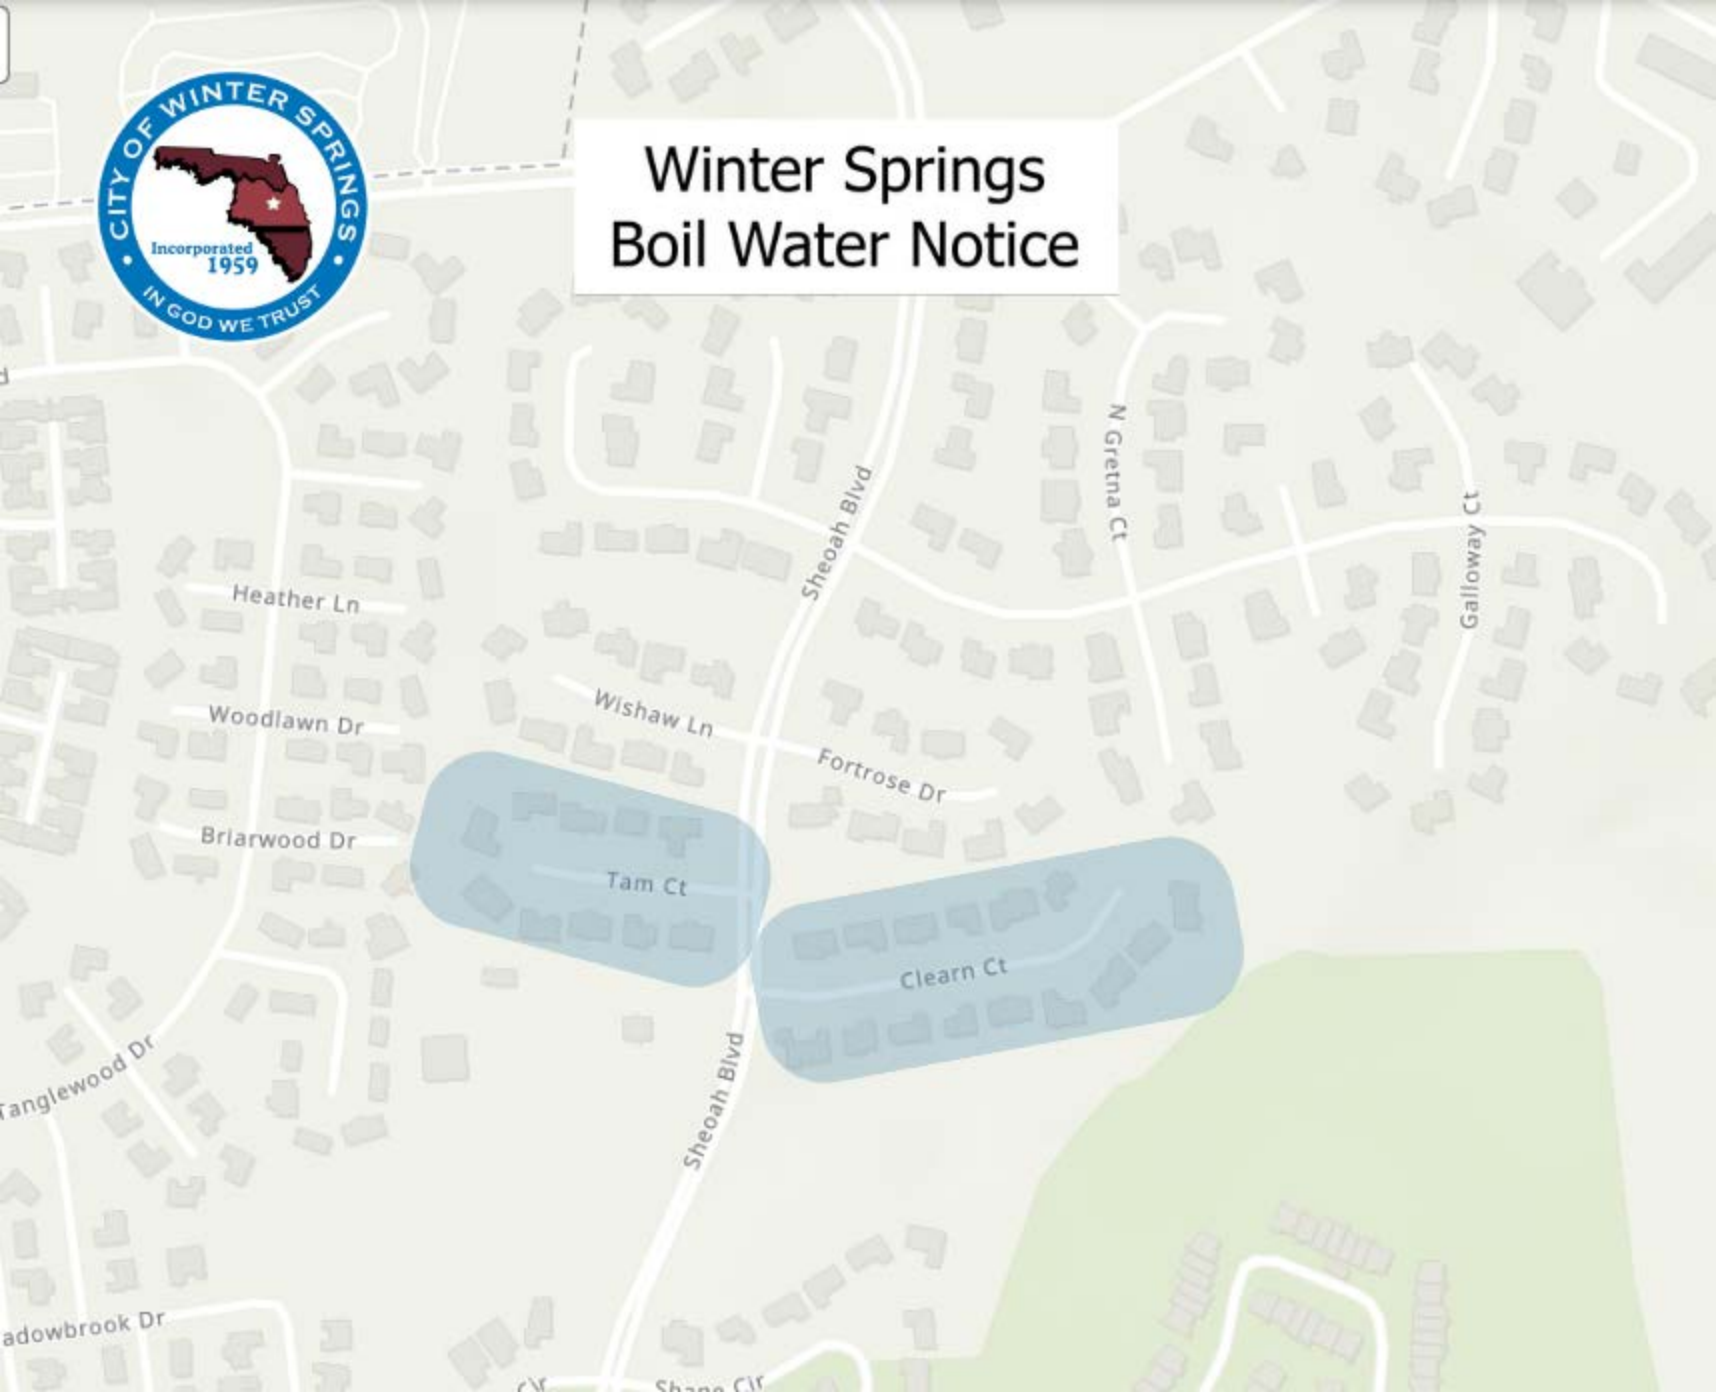 CITY OF WINTER SPRINGS
Incorporated
1959
IN GOD WE TRUST
Winter Springs
Boil Water Notice
N Gretna Ct
Sheoah Blvd
Galloway Ct
Heather Ln
Wishaw Ln
Woodlawn Dr
Fortrose Dr
Briarwood Dr
Tam Ct
Clearn Ct
Tanglewood Dr
Sheoah Blvd
adowbrook Dr
Cir
Shane Cir